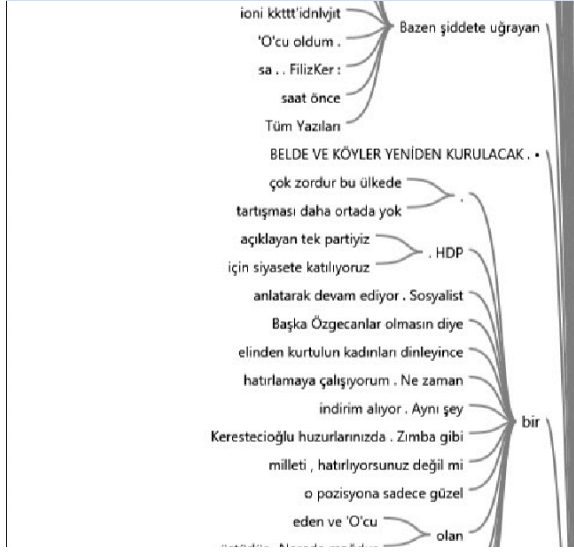 ioni kkttt'idnlvjıt
'O'cu oldum .
Bazen şiddete uğrayan
sa . . FilizKer :
saat önce
Tüm Yazıları
BELDE VE KÖYLER YENİDEN KURULACAK . •
çok zordur bu ülkede
.
tartışması daha ortada yok
açıklayan tek partiyiz
. HDP
için siyasete katılıyoruz
anlatarak devam ediyor . Sosyalist
Başka Özgecanlar olmasın diye
elinden kurtulun kadınları dinleyince
hatırlamaya çalışıyorum . Ne zaman
indirim alıyor . Aynı şey
bir
Kerestecioğlu huzurlarınızda . Zımba gibi
milleti , hatırlıyorsunuz değil mi
o pozisyona sadece güzel
eden ve 'O'cu
olan